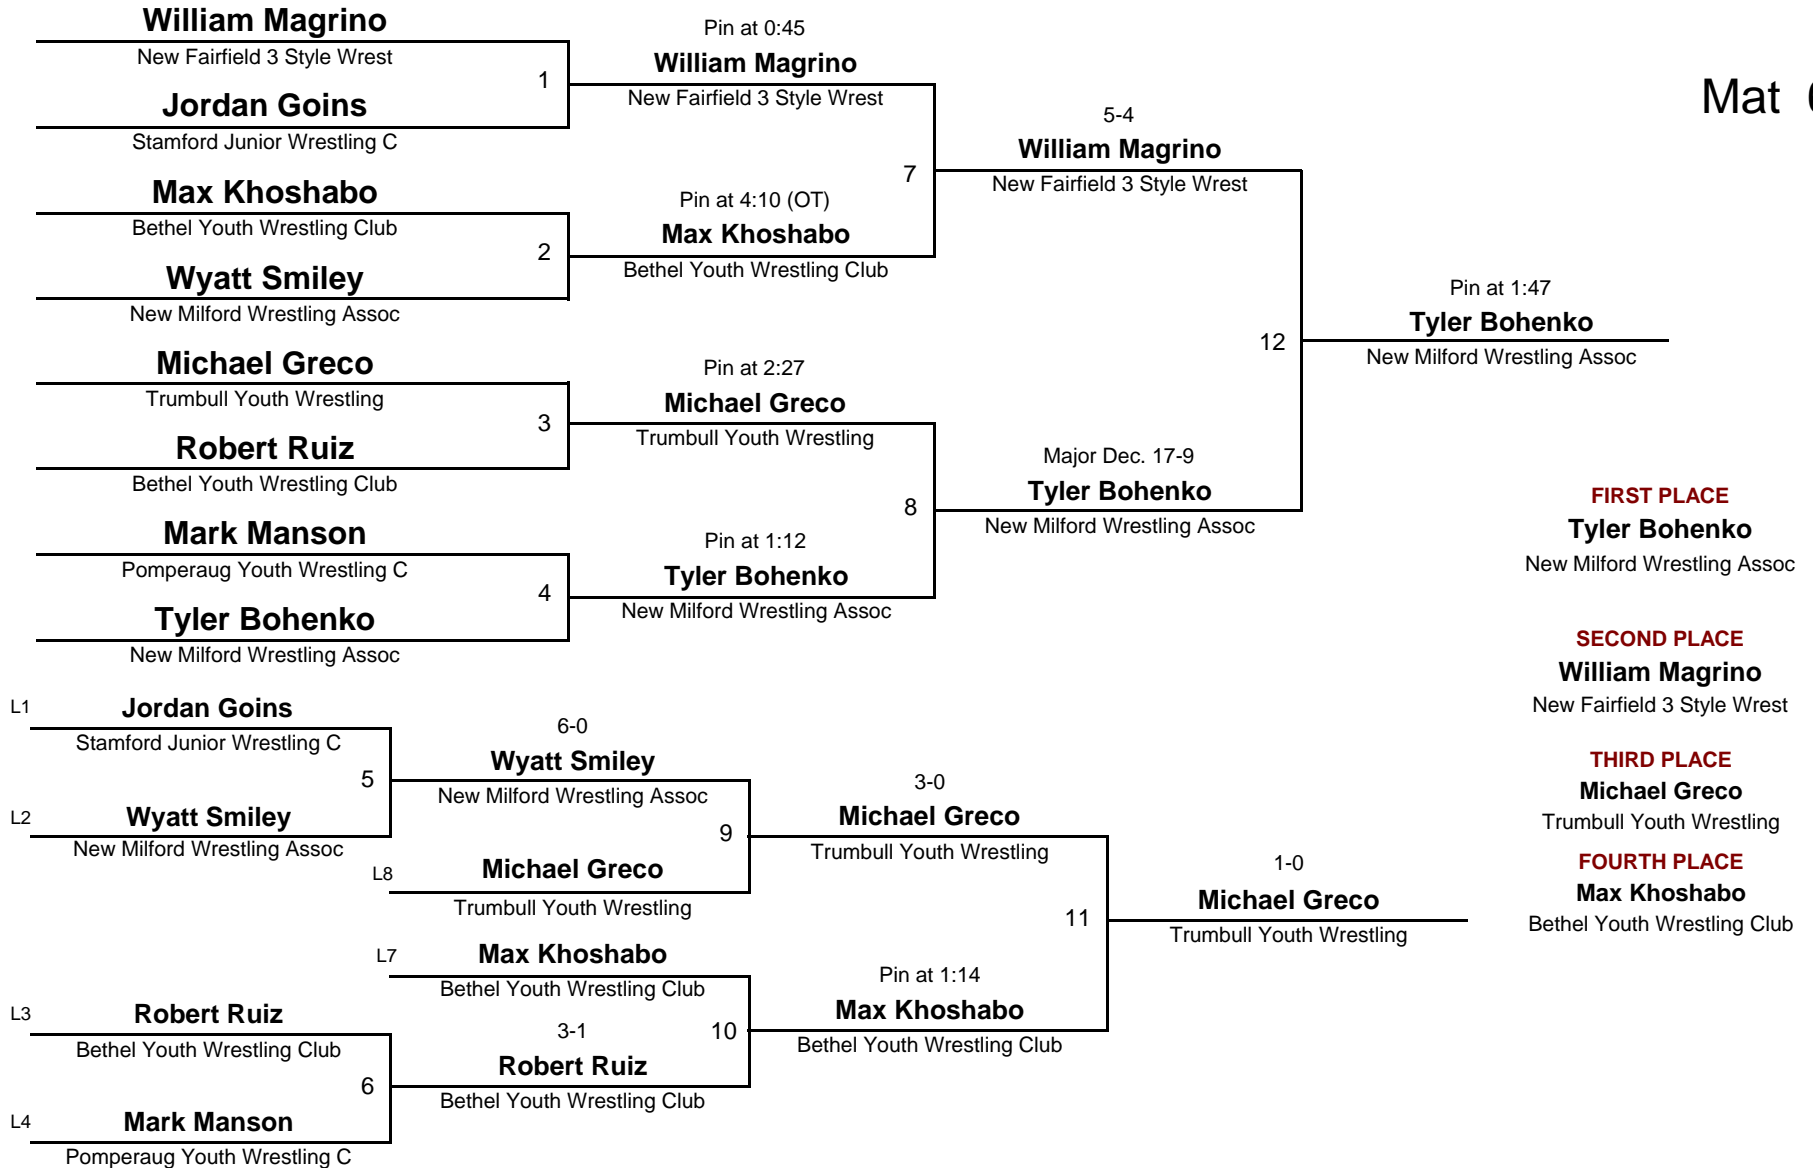 William Magrino
New Fairfield 3 Style Wrest
1
Jordan Goins
Stamford Junior Wrestling C
Max Khoshabo
Bethel Youth Wrestling Club
2
Wyatt Smiley
New Milford Wrestling Assoc
Michael Greco
Trumbull Youth Wrestling
3
Robert Ruiz
Bethel Youth Wrestling Club
Mark Manson
Pomperaug Youth Wrestling C
4
Tyler Bohenko
New Milford Wrestling Assoc
Pin at 0:45
William Magrino
New Fairfield 3 Style Wrest
7
Pin at 4:10 (OT)
Max Khoshabo
Bethel Youth Wrestling Club
Pin at 2:27
Michael Greco
Trumbull Youth Wrestling
8
Pin at 1:12
Tyler Bohenko
New Milford Wrestling Assoc
5-4
William Magrino
New Fairfield 3 Style Wrest
12
Major Dec. 17-9
Tyler Bohenko
New Milford Wrestling Assoc
Pin at 1:47
Tyler Bohenko
New Milford Wrestling Assoc
Mat
L1
Jordan Goins
Stamford Junior Wrestling C
5
L2
Wyatt Smiley
New Milford Wrestling Assoc
L3
Robert Ruiz
Bethel Youth Wrestling Club
6
L4
Mark Manson
Pomperaug Youth Wrestling C
6-0
Wyatt Smiley
New Milford Wrestling Assoc
9
L8
Michael Greco
Trumbull Youth Wrestling
L7
Max Khoshabo
Bethel Youth Wrestling Club
3-1
10
Robert Ruiz
Bethel Youth Wrestling Club
3-0
Michael Greco
Trumbull Youth Wrestling
11
Pin at 1:14
Max Khoshabo
Bethel Youth Wrestling Club
1-0
Michael Greco
Trumbull Youth Wrestling
FIRST PLACE
Tyler Bohenko
New Milford Wrestling Assoc
SECOND PLACE
William Magrino
New Fairfield 3 Style Wrest
THIRD PLACE
Michael Greco
Trumbull Youth Wrestling
FOURTH PLACE
Max Khoshabo
Bethel Youth Wrestling Club